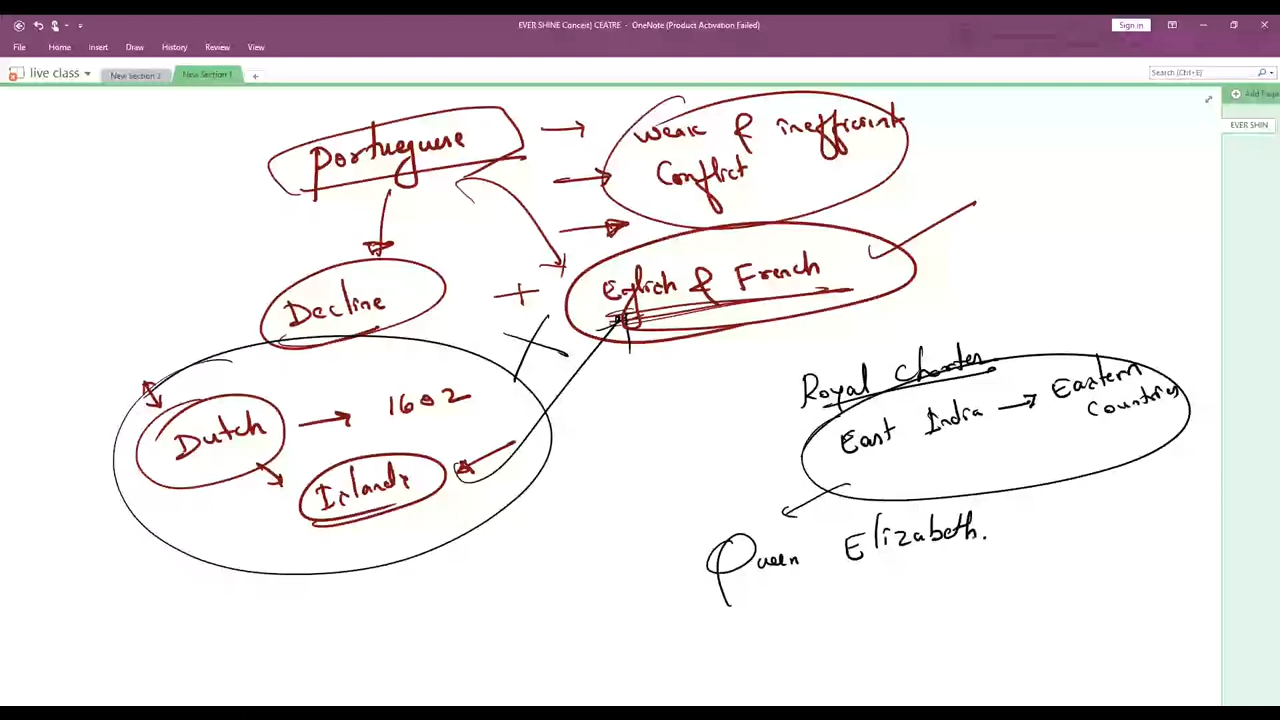 EVER SHINE Conceit) CEATRE - OneNote (Product Activation Failed)
Sign in
File Home Insert Draw History Review View
live class
New Section 2
New Section 1
Search (Ctrl+E)
Add Page
EVER SHIN
Portuguese
weak & inefficient
Conflict
Decline
English & French
Dutch → 1602
Islands
Royal Charter
East India → Eastern
Countries
Queen Elizabeth.